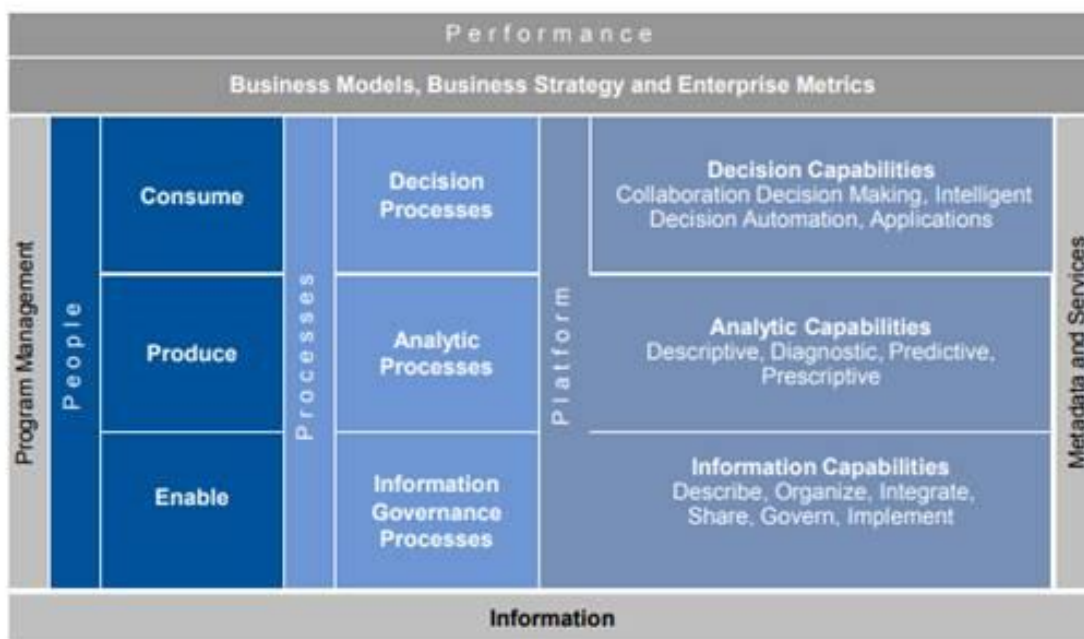 Performance
Business Models, Business Strategy and Enterprise Metrics
Program Management
People
Consume
Produce
Enable
Processes
Decision
Processes
Analytic
Processes
Information
Governance
Processes
Platform
Decision Capabilities
Collaboration Decision Making, Intelligent
Decision Automation, Applications
Analytic Capabilities
Descriptive, Diagnostic, Predictive,
Prescriptive
Information Capabilities
Describe, Organize, Integrate,
Share, Govern, Implement
Metadata and Services
Information